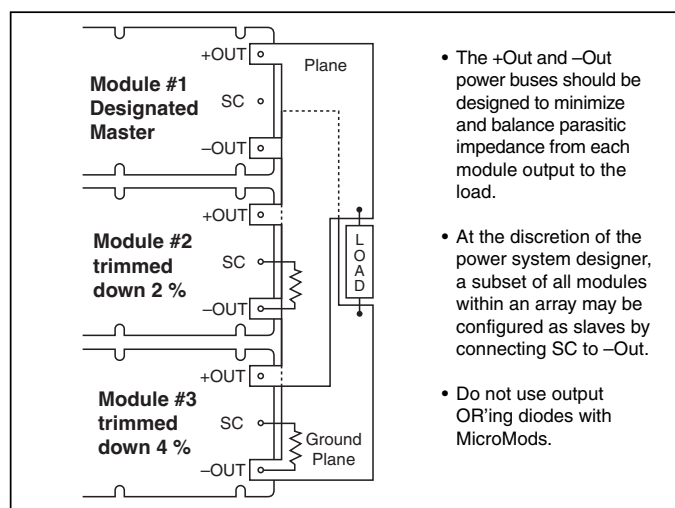 +OUT
Plane
Module #1
Designated
Master
SC
–OUT
+OUT
Module #2
trimmed
down 2 %
SC
–OUT
LOAD
+OUT
Module #3
trimmed
down 4 %
SC
Ground
Plane
–OUT
• The +Out and –Out
power buses should be
designed to minimize
and balance parasitic
impedance from each
module output to the
load.
• At the discretion of the
power system designer,
a subset of all modules
within an array may be
configured as slaves by
connecting SC to –Out.
• Do not use output
OR'ing diodes with
MicroMods.